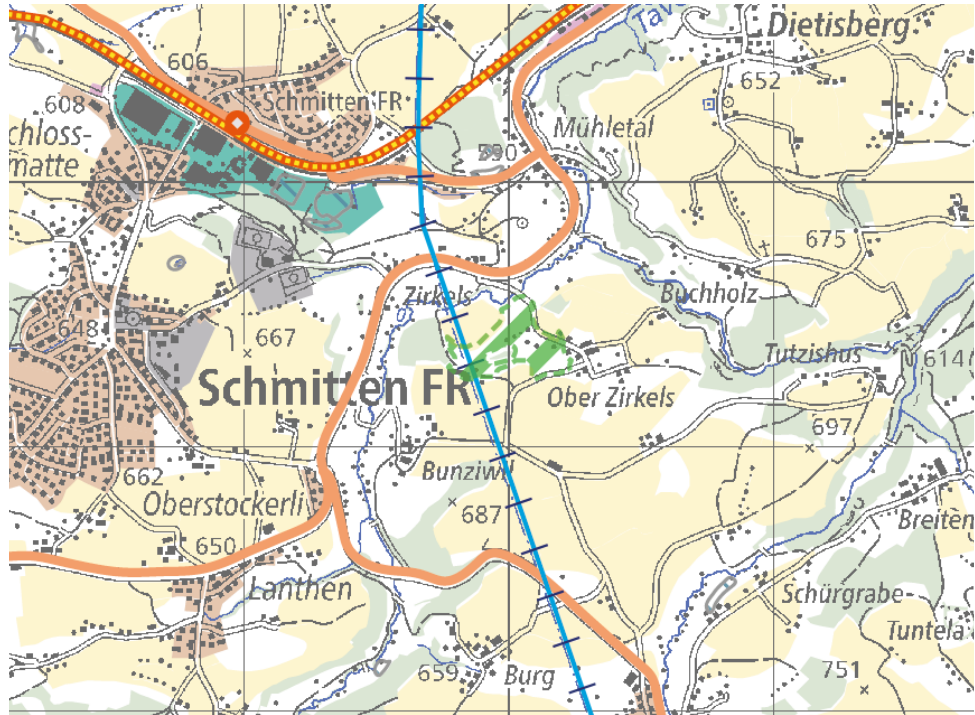 Tave
Dietisberg
606
652
608
Schmitten FR
chloss-
matte
Mühletal
590
675
Zirkels
Buchholz
648
667
Tutzishus
614
Schmitten FR
Ober Zirkels
697
662
Bunziwil
Oberstockerli
687
Breiten
650
Lanthen
Schürgrabe
Tuntela
659
Burg
751